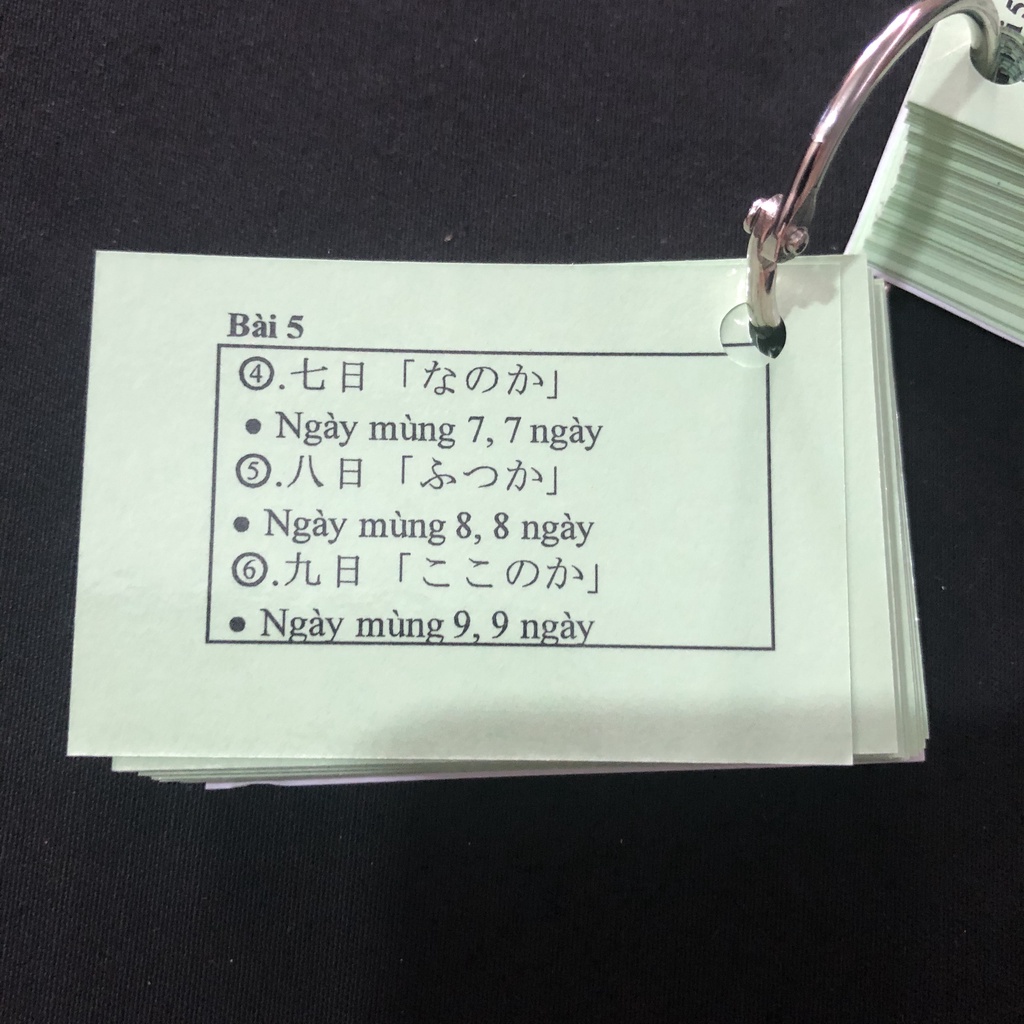 Bài 5
④.七日「なのか」
• Ngày mùng 7, 7 ngày
⑤.八日「ふつか」
• Ngày mùng 8, 8 ngày
⑥.九日「ここのか」
• Ngày mùng 9, 9 ngày